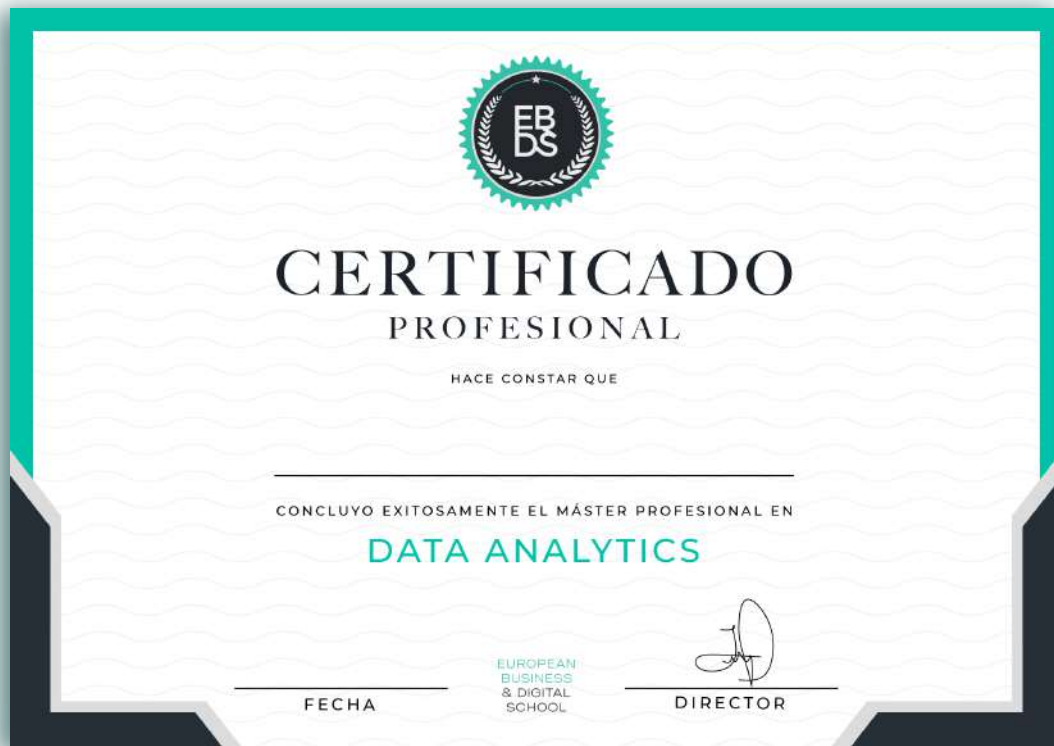 EB
DS
CERTIFICADO
PROFESIONAL
HACE CONSTAR QUE
CONCLUYO EXITOSAMENTE EL MÁSTER PROFESIONAL EN
DATA ANALYTICS
EUROPEAN
BUSINESS
& DIGITAL
SCHOOL
FECHA
DIRECTOR